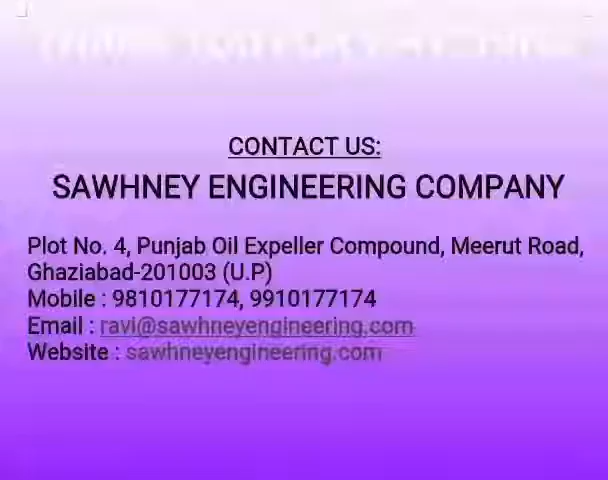 CONTACT US:
SAWHNEY ENGINEERING COMPANY
Plot No. 4, Punjab Oil Expeller Compound, Meerut Road,
Ghaziabad-201003 (U.P)
Mobile : 9810177174, 9910177174
Email : ravi@sawhneyengineering.com
Website : sawhneyengineering.com